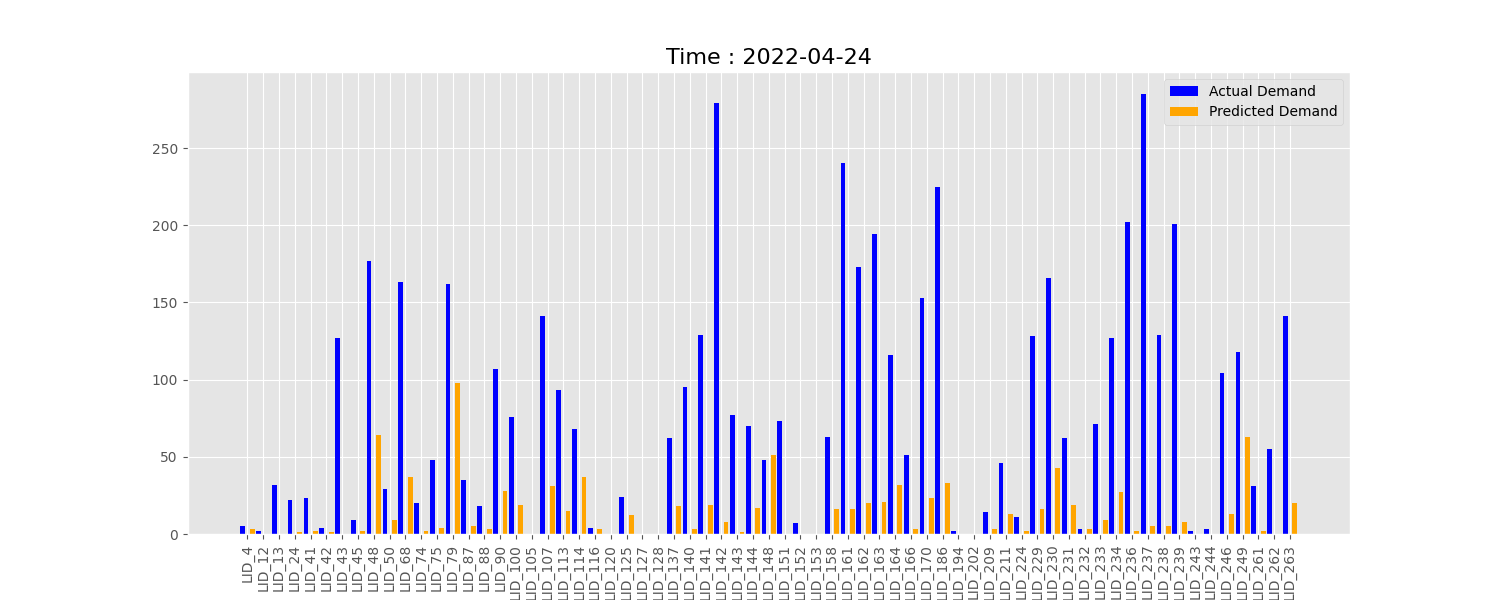 Time : 2022-04-24
Actual Demand
Predicted Demand
250
200
150
100
50
0
LID_4
LID_12
LID_13
LID_24
LID_41
LID_42
LID_43
LID_45
LID_48
LID_50
LID_68
LID_74
LID_75
LID_79
LID_87
LID_88
LID_90
LID_100
LID_105
LID_107
LID_113
LID_114
LID_116
LID_120
LID_125
LID_127
LID_128
LID_137
LID_140
LID_141
LID_142
LID_143
LID_144
LID_148
LID_151
LID_152
LID_153
LID_158
LID_161
LID_162
LID_163
LID_164
LID_166
LID_170
LID_186
LID_194
LID_202
LID_209
LID_211
LID_224
LID_229
LID_230
LID_231
LID_232
LID_233
LID_234
LID_236
LID_237
LID_238
LID_239
LID_243
LID_244
LID_246
LID_249
LID_261
LID_262
LID_263